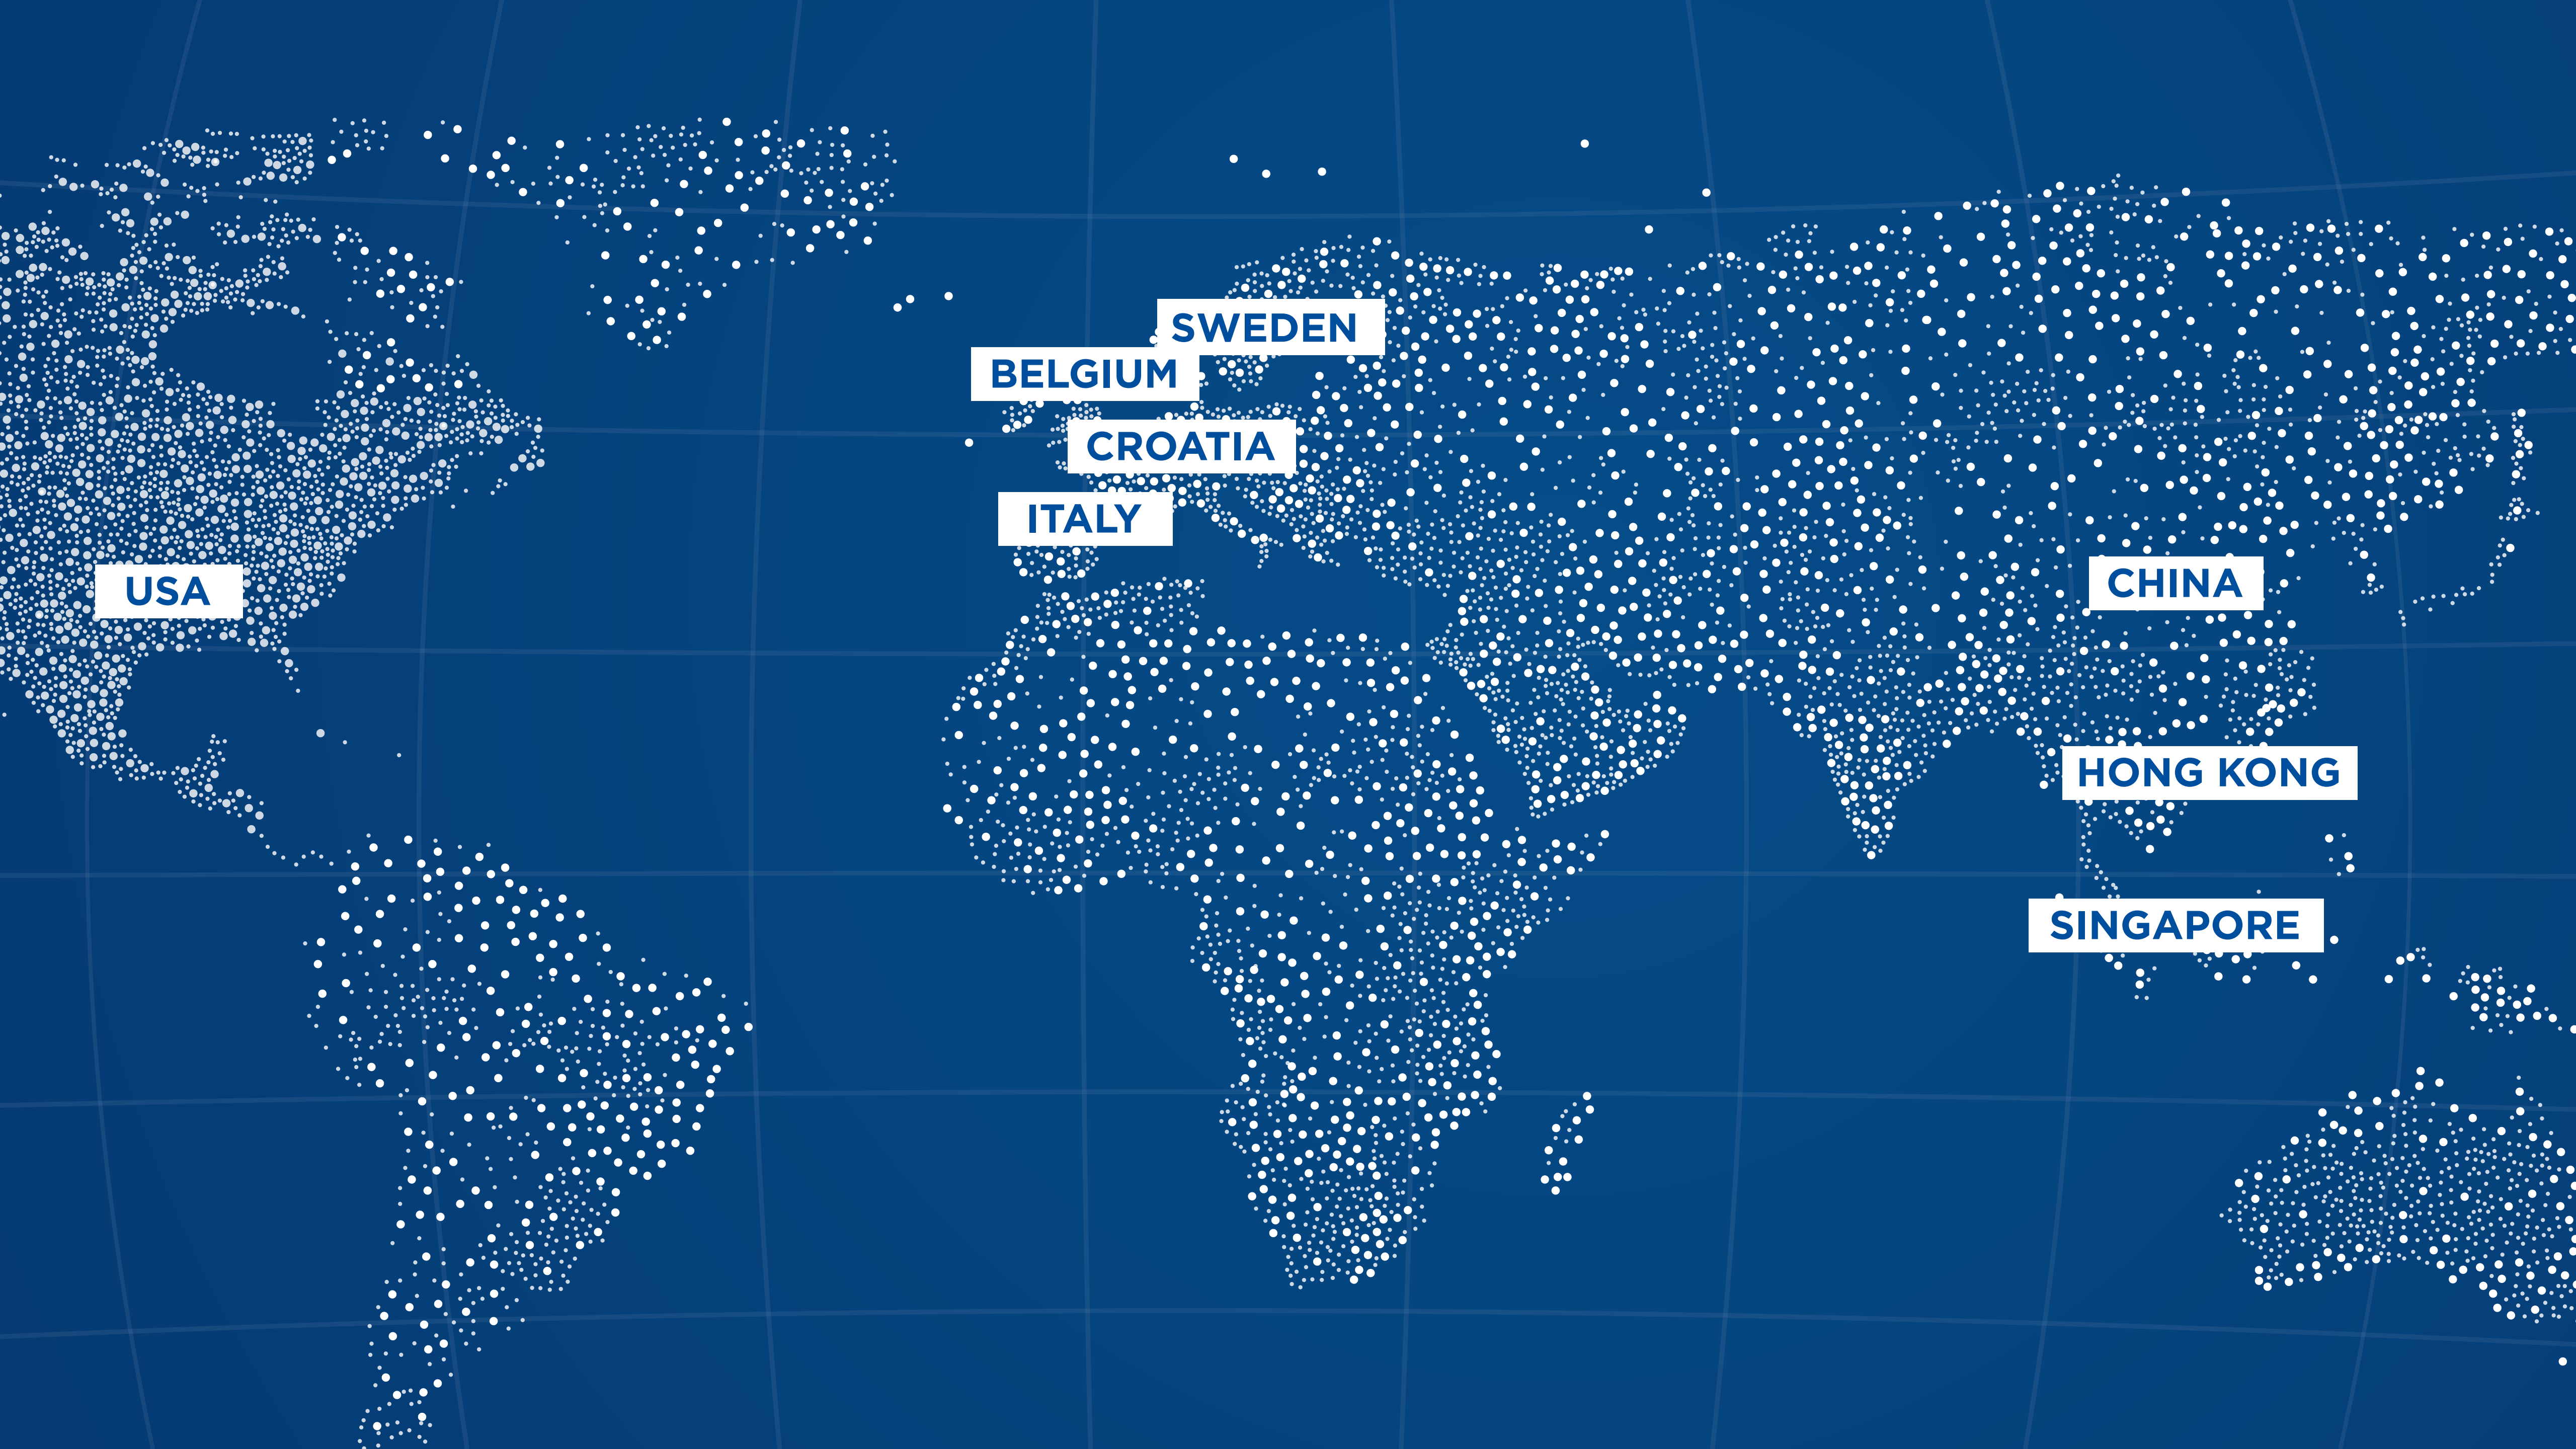 SWEDEN
BELGIUM
CROATIA
ITALY
USA
CHINA
HONG KONG
SINGAPORE